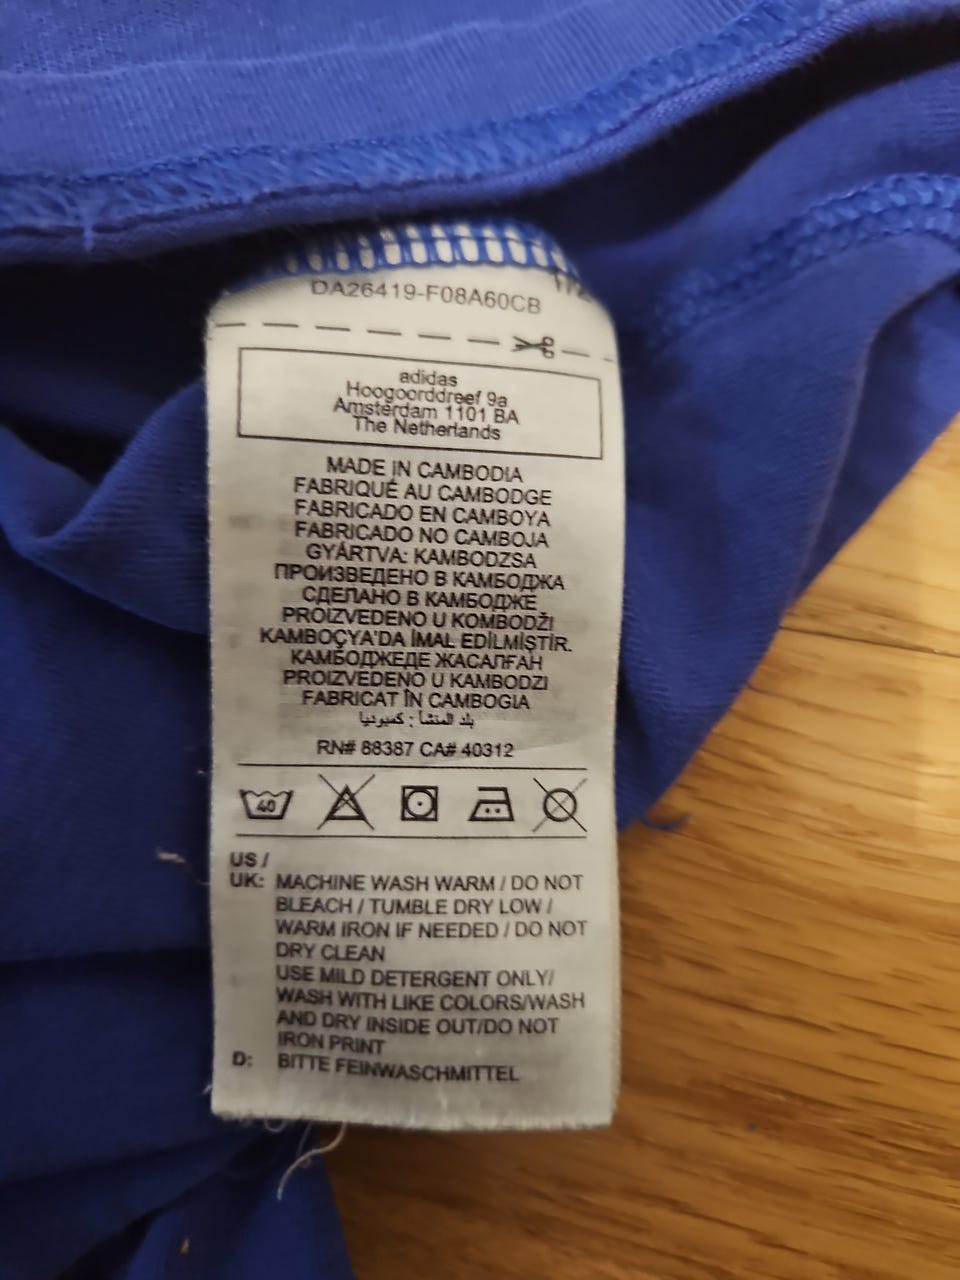 DA26419-F08A60CB
adidas
Hoogoorddreef 9a
Amsterdam 1101 BA
The Netherlands
MADE IN CAMBODIA
FABRIQUÉ AU CAMBODGE
FABRICADO EN CAMBOYA
FABRICADO NO CAMBOJA
GYÁRTVA: KAMBODZSA
ПРОИЗВЕДЕНО В КАМБОДЖА
СДЕЛАНО В КАМБОДЖЕ
PROIZVEDENO U KOMBODŽI
KAMBOÇYA'DA İMAL EDİLMİŞTİR.
КАМБОДЖЕДЕ ЖАСАЛҒАН
PROIZVEDENO U KAMBODZI
FABRICAT ÎN CAMBOGIA
بلد المنشأ : كمبوديا
RN# 88387 CA# 40312
40
US /
UK: MACHINE WASH WARM / DO NOT
BLEACH / TUMBLE DRY LOW /
WARM IRON IF NEEDED / DO NOT
DRY CLEAN
USE MILD DETERGENT ONLY/
WASH WITH LIKE COLORS/WASH
AND DRY INSIDE OUT/DO NOT
IRON PRINT
D: BITTE FEINWASCHMITTEL